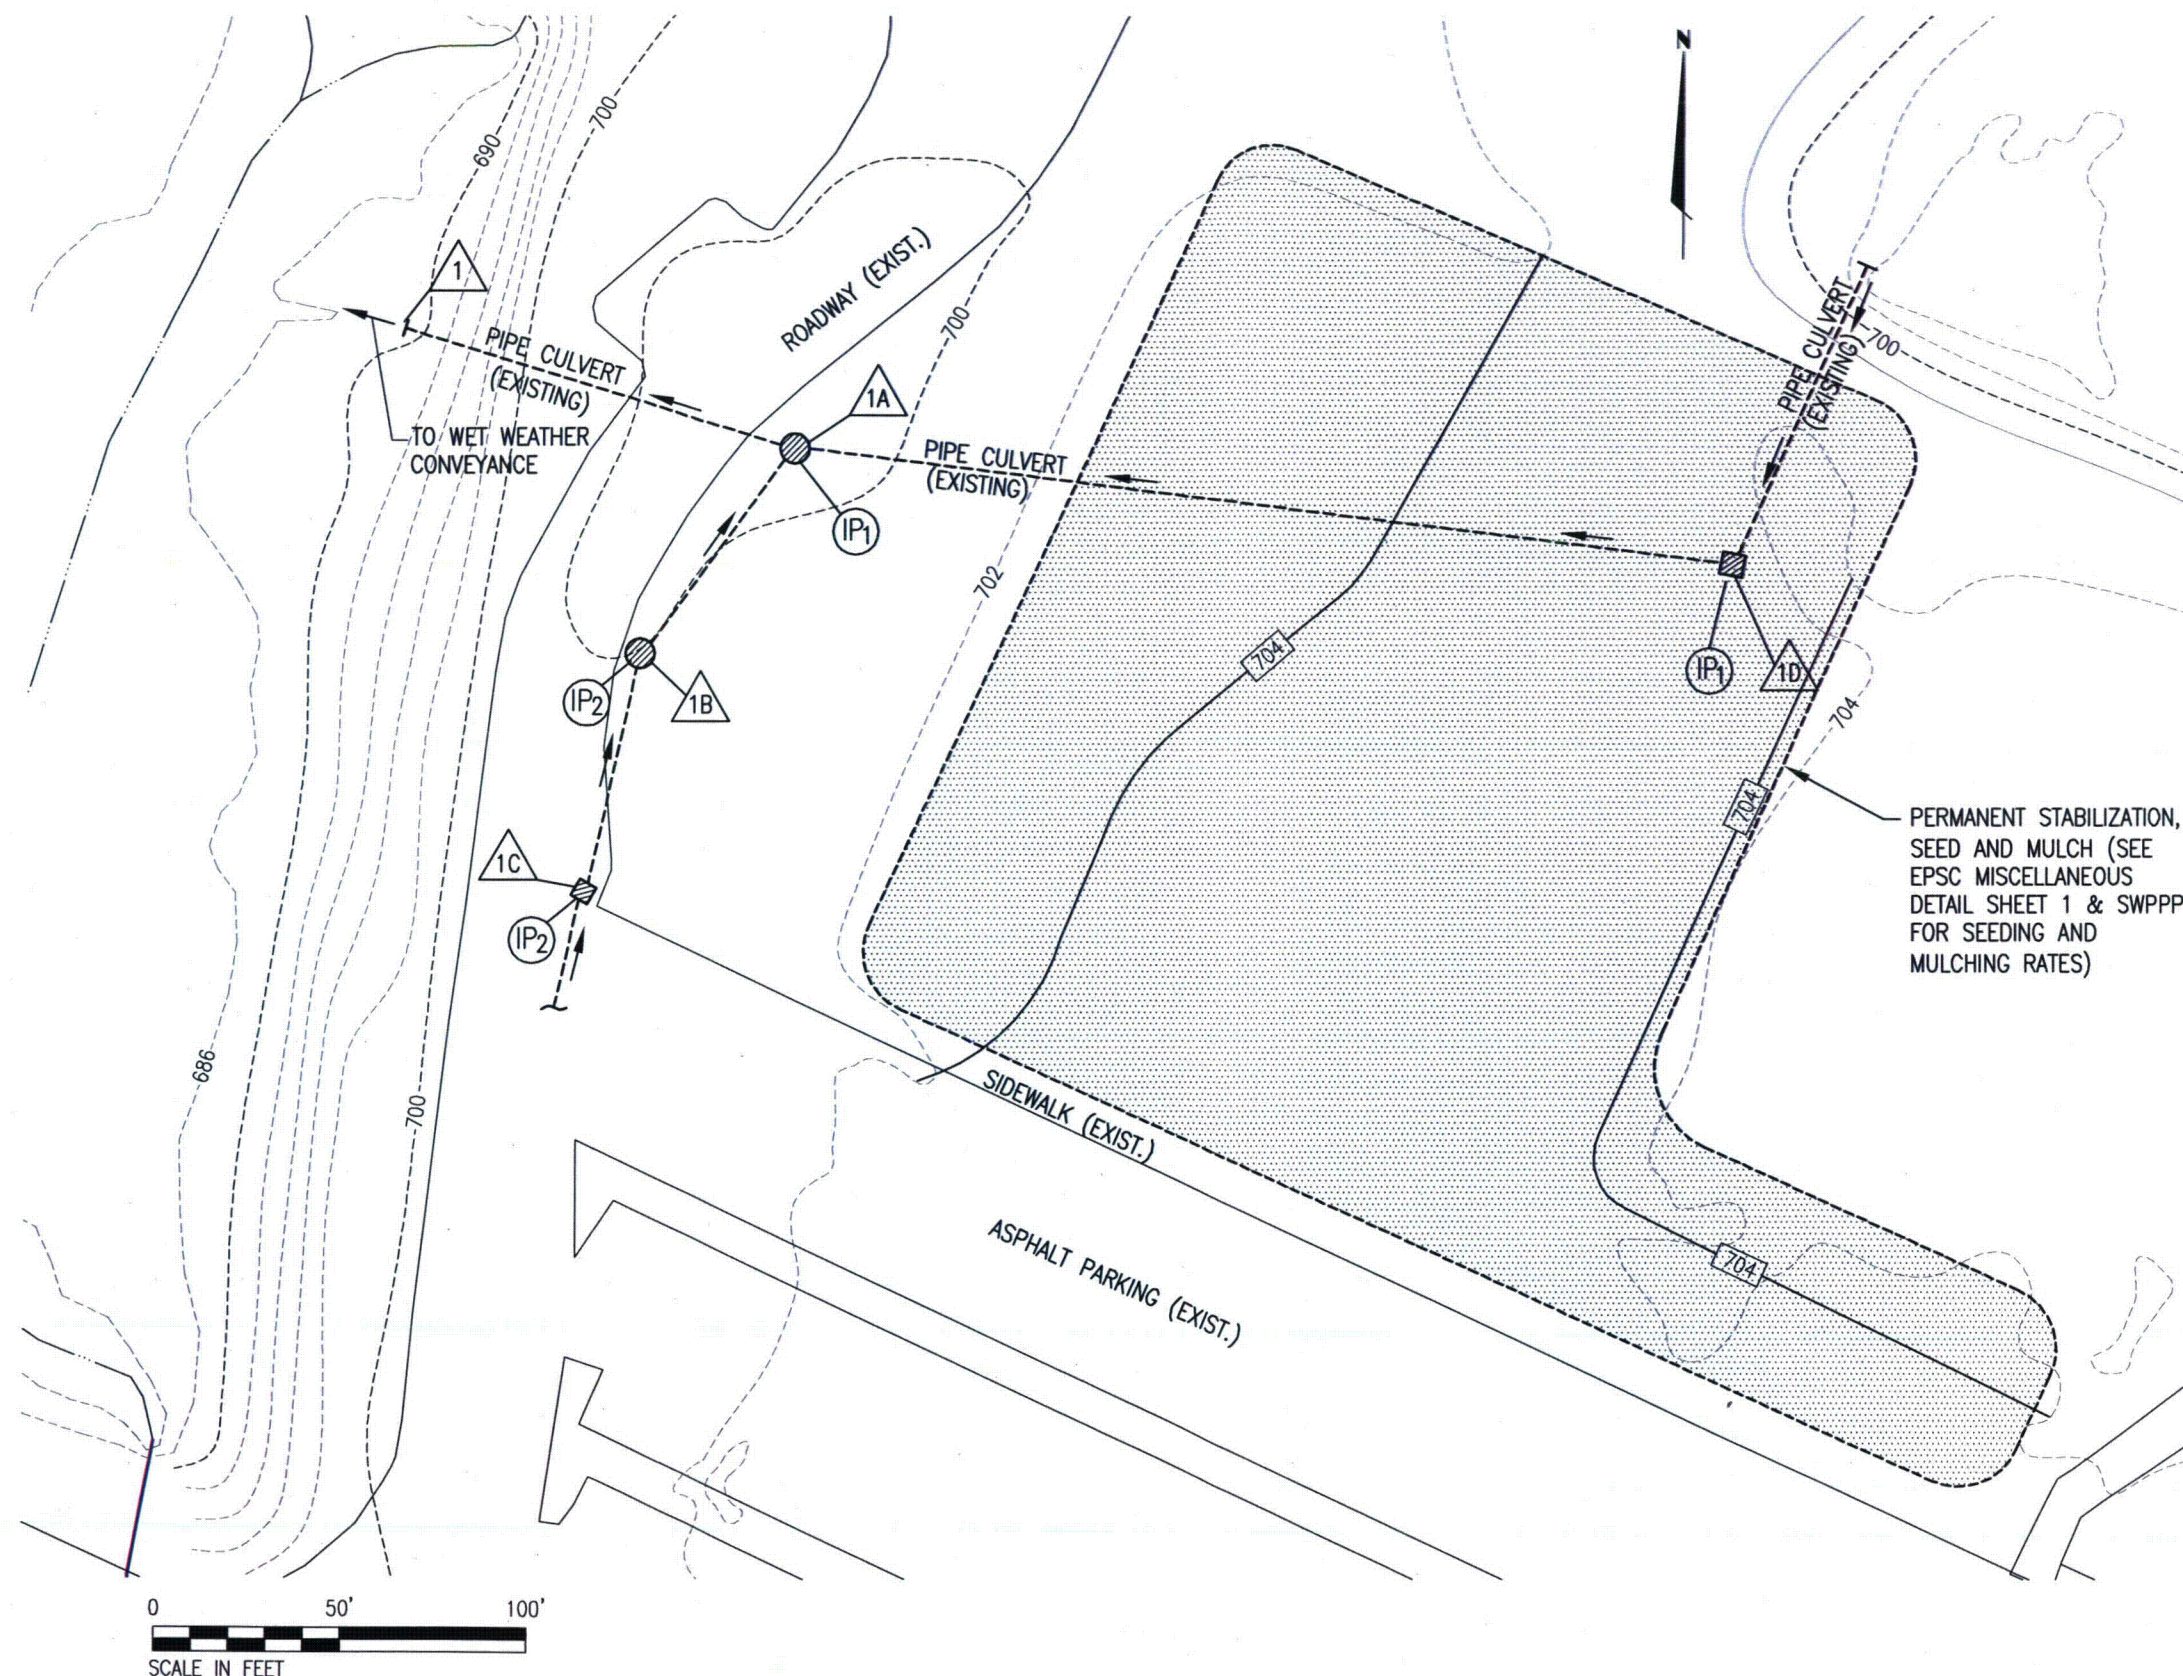 N
700
690
1
ROADWAY (EXIST.)
PIPE CULVERT
(EXISTING)
700
PIPE CULVERT
(EXISTING)
700
1A
TO WET WEATHER
CONVEYANCE
PIPE CULVERT
(EXISTING)
IP1
702
704
IP1
1D
IP2
1B
704
704
1C
IP2
PERMANENT STABILIZATION,
SEED AND MULCH (SEE
EPSC MISCELLANEOUS
DETAIL SHEET 1 & SWPPP
FOR SEEDING AND
MULCHING RATES)
686
700
SIDEWALK (EXIST.)
ASPHALT PARKING (EXIST.)
704
0 50' 100'
SCALE IN FEET